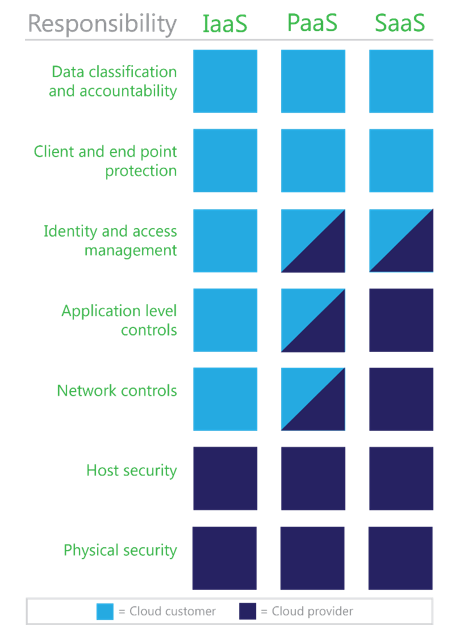 Responsibility IaaS PaaS SaaS
Data classification
and accountability
Client and end point
protection
Identity and access
management
Application level
controls
Network controls
Host security
Physical security
= Cloud customer = Cloud provider